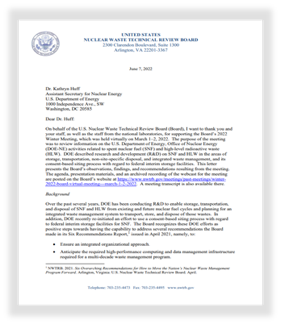 UNITED STATES
NUCLEAR WASTE TECHNICAL REVIEW BOARD
2300 Clarendon Boulevard, Suite 1300
Arlington, VA 22201-3367
June 7, 2022
Dr. Kathryn Huff
Assistant Secretary for Nuclear Energy
U.S. Department of Energy
1000 Independence Ave., SW
Washington, DC 20585
Dear Dr. Huff:
On behalf of the U.S. Nuclear Waste Technical Review Board (Board), I want to thank you and
your staff, as well as the staff from the national laboratories, for supporting the Board's 2022
Winter Meeting, which was held virtually on March 1–2, 2022. The purpose of the meeting
was to review information on the U.S. Department of Energy, Office of Nuclear Energy
(DOE-NE) activities related to spent nuclear fuel (SNF) and high-level radioactive waste
(HLW). DOE described research and development (R&D) on SNF and HLW in the areas of
storage, transportation, non-site-specific disposal, and integrated waste management, and its
consent-based siting process with regard to federal interim storage facilities. This letter
presents the Board's observations, findings, and recommendations resulting from the meeting.
The agenda, presentation materials, and an archived recording of the webcast for the meeting
are posted on the Board's website at https://www.nwtrb.gov/meetings/past-meetings/winter-
2022-board-virtual-meeting---march-1-2-2022. A meeting transcript is also available there.
Background
Over the past several years, DOE has been conducting R&D to enable storage, transportation,
and disposal of SNF and HLW from existing and future nuclear fuel cycles and planning for an
integrated waste management system to transport, store, and dispose of those wastes. In
addition, DOE recently re-initiated an effort to use a consent-based siting process with regard
to federal interim storage facilities for SNF. The Board recognizes these DOE efforts as
positive steps towards having the capability to address several recommendations the Board
made in its Six Recommendations Report,¹ issued in April 2021, namely, to:
• Ensure an integrated organizational approach.
• Anticipate the required high-performance computing and data management infrastructure
required for a multi-decade waste management program.
¹ NWTRB. 2021. Six Overarching Recommendations for How to Move the Nation's Nuclear Waste Management
Program Forward. Arlington, Virginia: U.S. Nuclear Waste Technical Review Board. April.
Telephone: 703-235-4473 Fax: 703-235-4495 www.nwtrb.gov